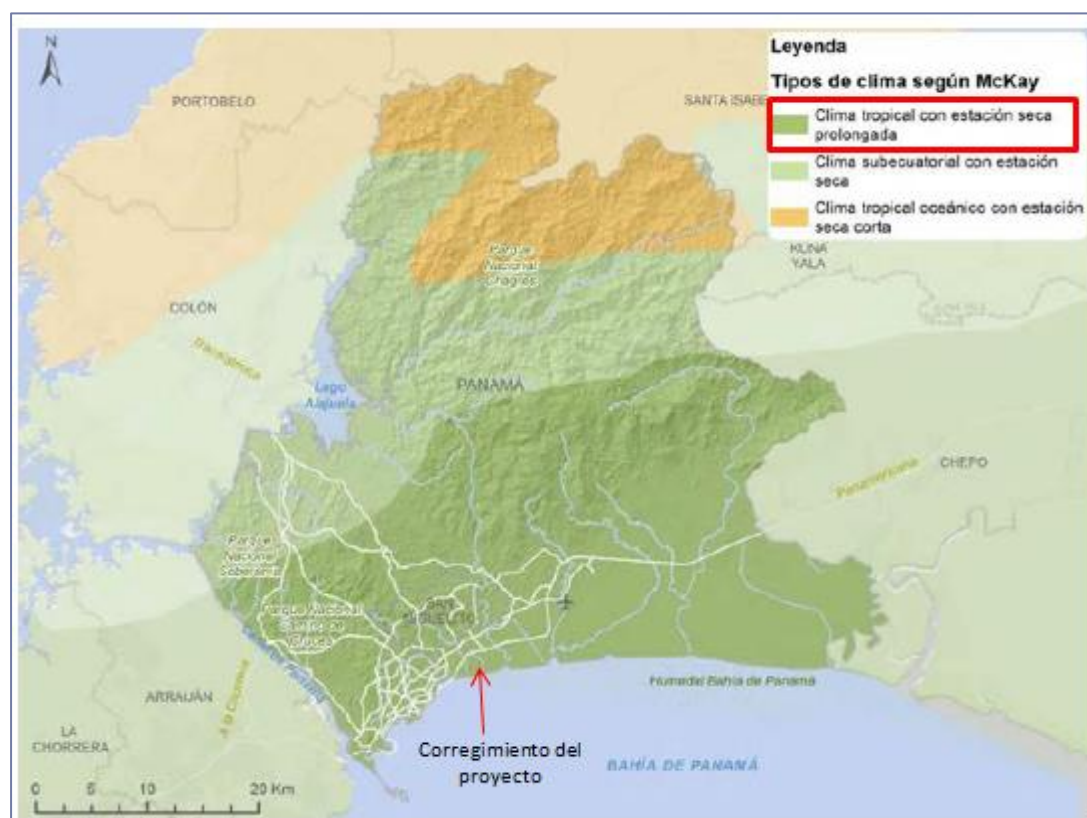 N
Leyenda
Tipos de clima según McKay
Clima tropical con estación seca
prolongada
Clima subecuatorial con estación
seca
Clima tropical oceánico con estación
seca corta
PORTOBELO
SANTA ISABE
KUNA
YALA
Parque
Nacional
Chagres
COLÓN
Transístmica
Lago
Alajuela
PANAMÁ
CHEPO
Panamericana
Parque
Nacional
Soberanía
SAN
MIGUELITO
Parque Nacional
Camino de
Cruces
Humedal Bahía de Panamá
ARRAIJÁN
LA
CHORRERA
Corregimiento del
proyecto
BAHÍA DE PANAMÁ
0 5 10 20 Km